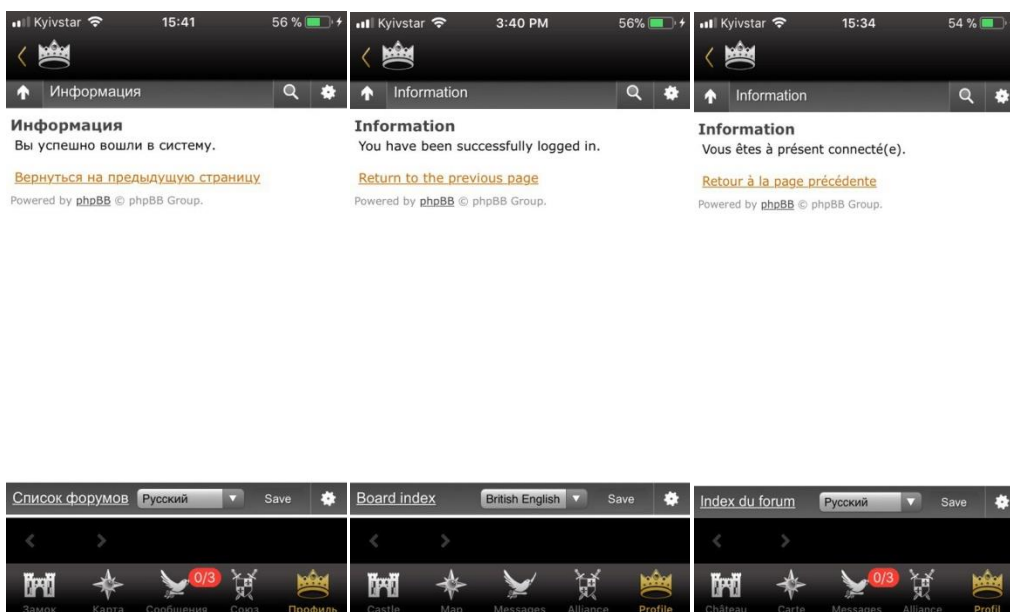 Kyivstar 15:41 56 %
Информация
Информация
Вы успешно вошли в систему.
Вернуться на предыдущую страницу
Powered by phpBB © phpBB Group.
Список форумов Русский Save
0/3
Замок Карта Сообщения Союз Профиль
Kyivstar 3:40 PM 56%
Information
Information
You have been successfully logged in.
Return to the previous page
Powered by phpBB © phpBB Group.
Board index British English Save
Castle Map Messages Alliance Profile
Kyivstar 15:34 54 %
Information
Information
Vous êtes à présent connecté(e).
Retour à la page précédente
Powered by phpBB © phpBB Group.
Index du forum Русский Save
0/3
Château Carte Messages Alliance Profil